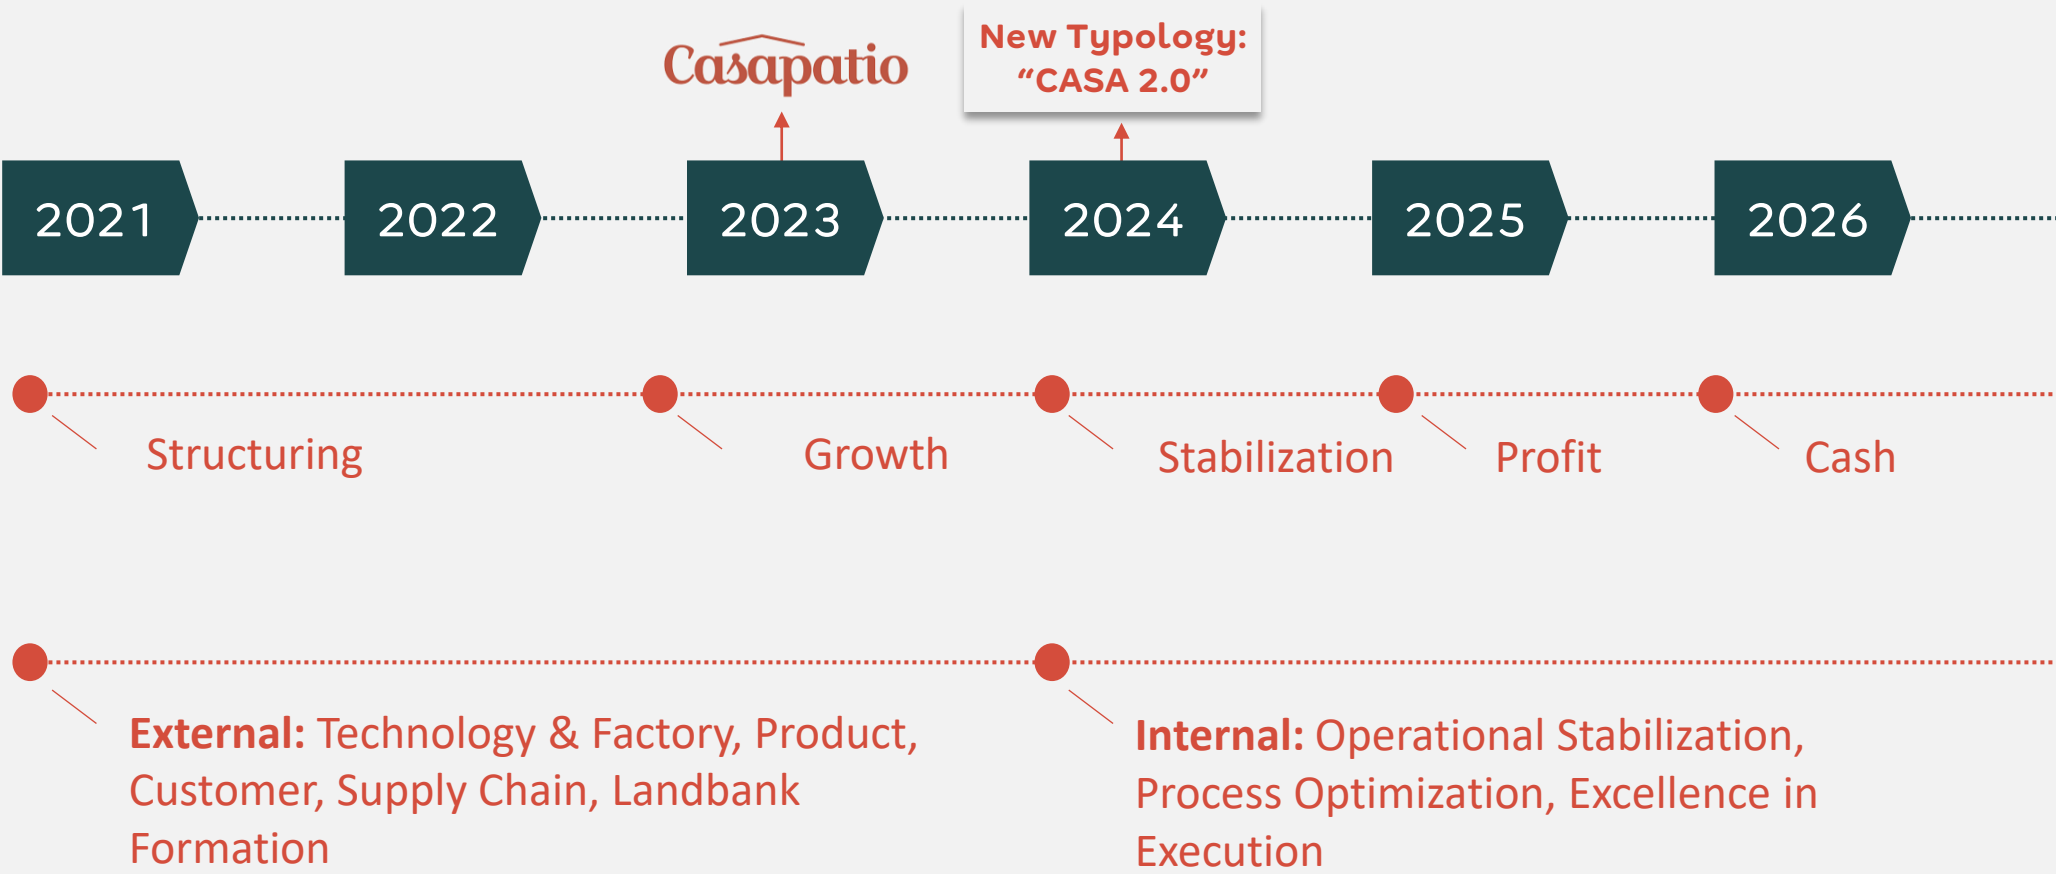 Casapatio
New Typology:
“CASA 2.0”
2021
2022
2023
2024
2025
2026
Structuring
Growth
Stabilization
Profit
Cash
External: Technology & Factory, Product,
Customer, Supply Chain, Landbank
Formation
Internal: Operational Stabilization,
Process Optimization, Excellence in
Execution